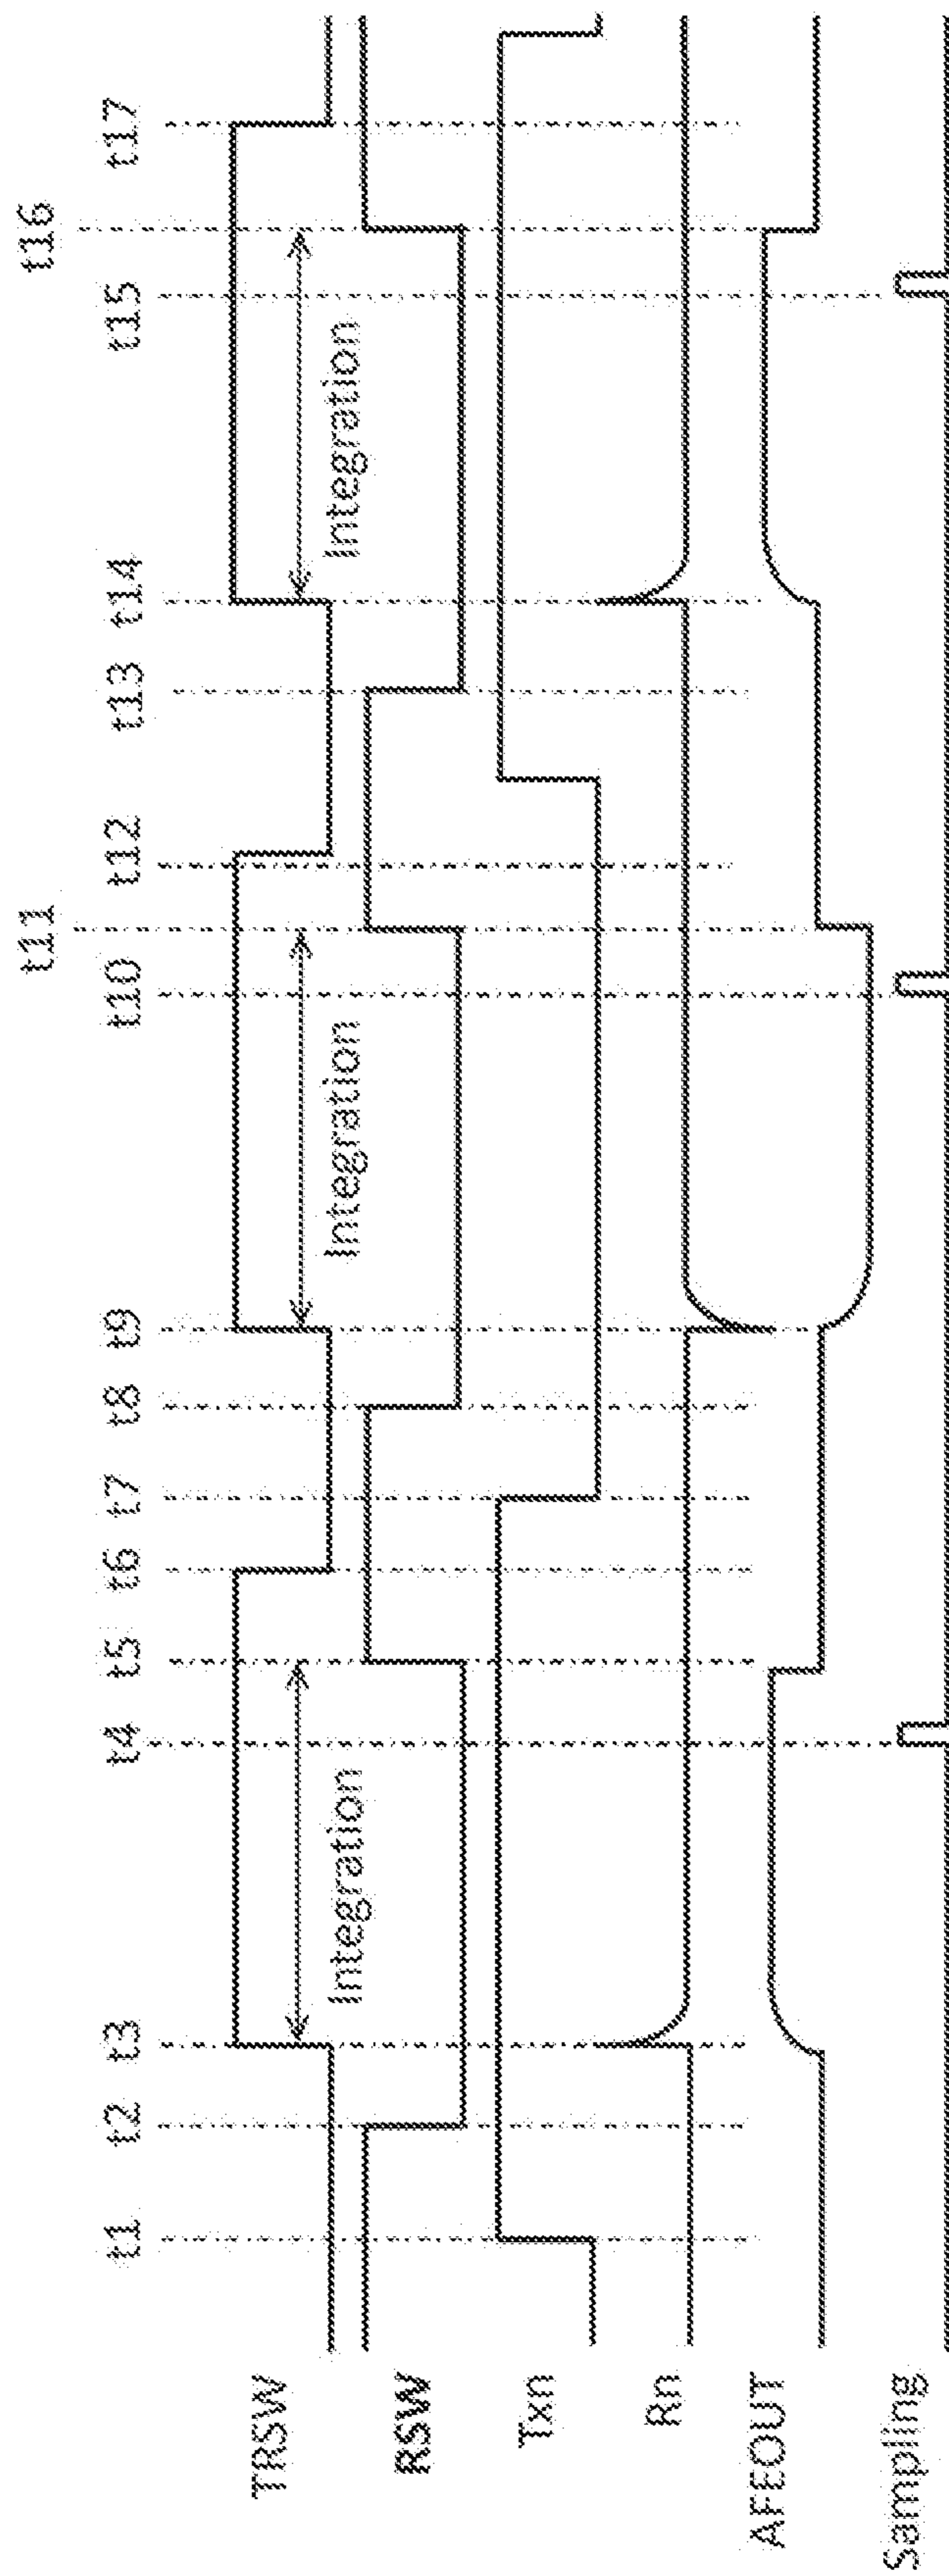 t11
t16
t1
t2
t3
t4
t5
t6
t7
t8
t9
t10
t12
t13
t14
t15
t17
TRSW
Integration
Integration
Integration
RSW
Txn
Rn
AFEOUT
Sampling